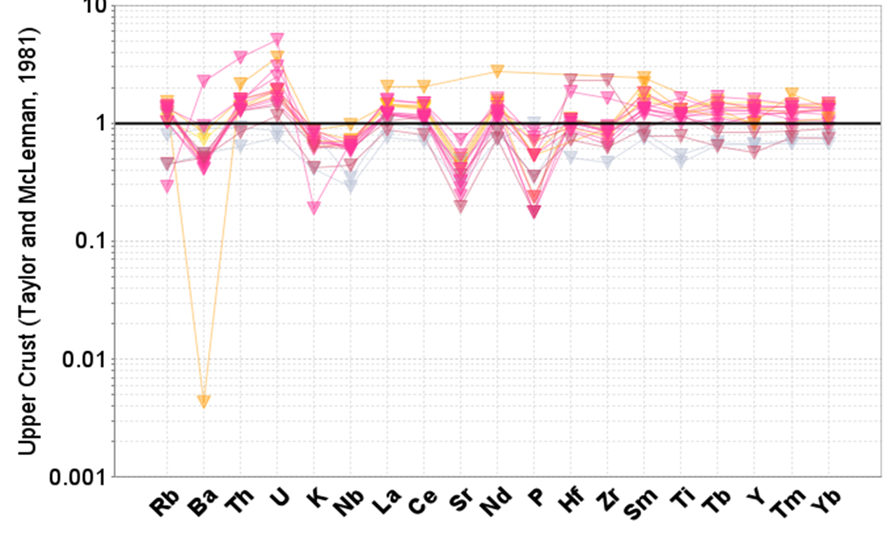 10
1
0.1
0.01
0.001
Upper Crust (Taylor and McLennan, 1981)
Rb Ba Th U K Nb La Ce Sr Nd P Hf Zr Sm Ti Tb Y Tm Yb